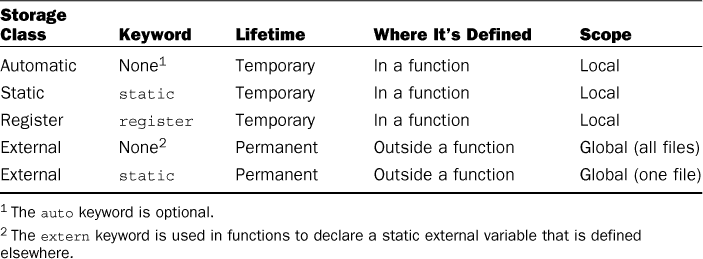 Storage
Class Keyword Lifetime Where It's Defined Scope
Automatic None1 Temporary In a function Local
Static static Temporary In a function Local
Register register Temporary In a function Local
External None2 Permanent Outside a function Global (all files)
External static Permanent Outside a function Global (one file)
1 The auto keyword is optional.
2 The extern keyword is used in functions to declare a static external variable that is defined
elsewhere.